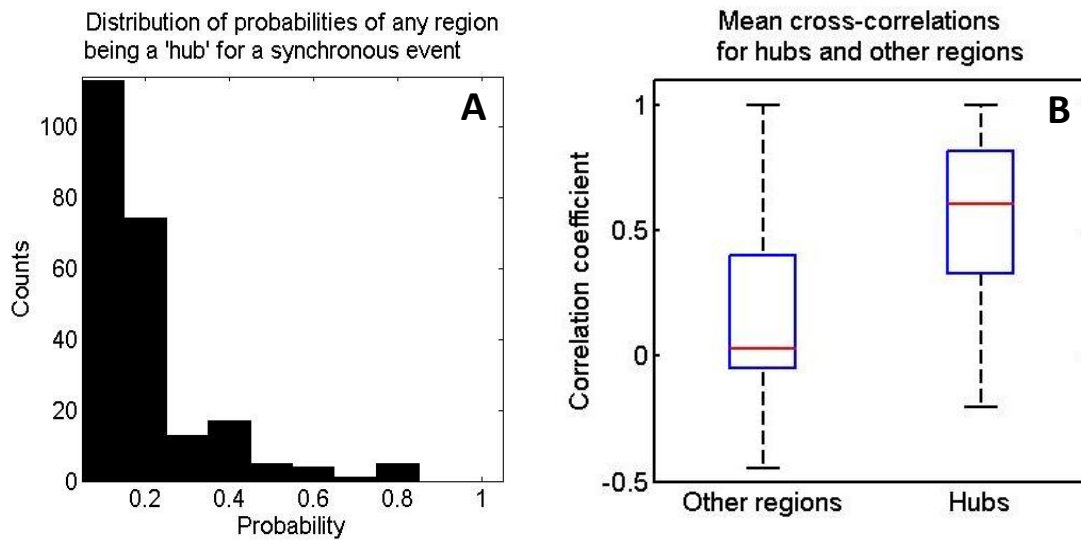 Distribution of probabilities of any region
being a 'hub' for a synchronous event
A
Counts
100
80
60
40
20
0
0.2 0.4 0.6 0.8 1
Probability
Mean cross-correlations
for hubs and other regions
B
Correlation coefficient
1
0.5
0
-0.5
Other regions Hubs